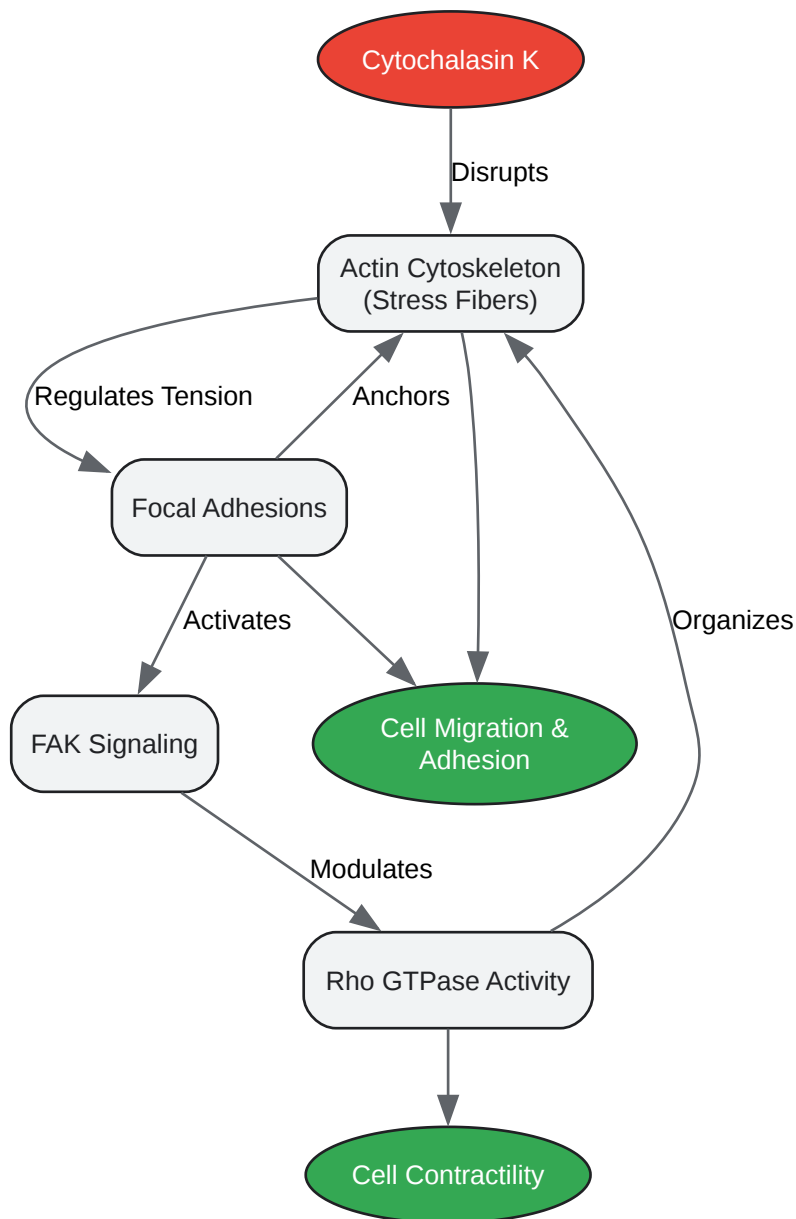 Cytochalasin K
Disrupts
Actin Cytoskeleton
(Stress Fibers)
Regulates Tension
Anchors
Focal Adhesions
Activates
Organizes
FAK Signaling
Cell Migration &
Adhesion
Modulates
Rho GTPase Activity
Cell Contractility